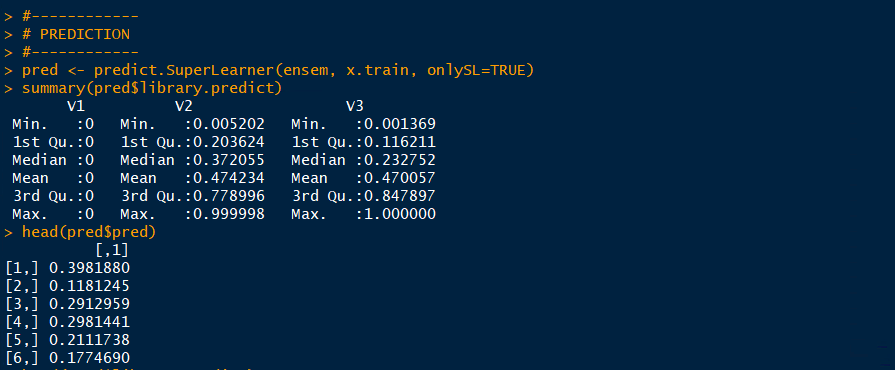 > #------------
> # PREDICTION
> #------------
> pred <- predict.SuperLearner(ensem, x.train, onlySL=TRUE)
> summary(pred$library.predict)
       V1          V2                 V3
 Min.   :0   Min.   :0.005202   Min.   :0.001369
 1st Qu.:0   1st Qu.:0.203624   1st Qu.:0.116211
 Median :0   Median :0.372055   Median :0.232752
 Mean   :0   Mean   :0.474234   Mean   :0.470057
 3rd Qu.:0   3rd Qu.:0.778996   3rd Qu.:0.847897
 Max.   :0   Max.   :0.999998   Max.   :1.000000
> head(pred$pred)
          [,1]
[1,] 0.3981880
[2,] 0.1181245
[3,] 0.2912959
[4,] 0.2981441
[5,] 0.2111738
[6,] 0.1774690